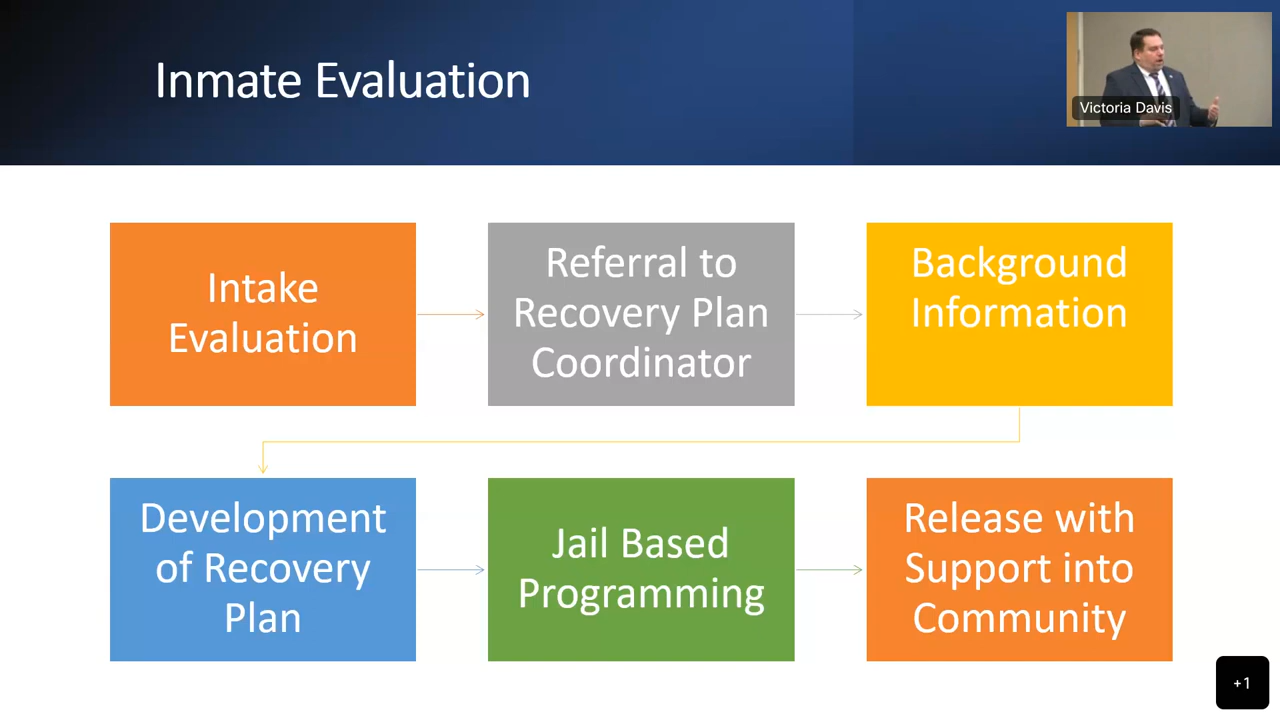 Inmate Evaluation
Victoria Davis
Intake
Evaluation
Referral to
Recovery Plan
Coordinator
Background
Information
Development
of Recovery
Plan
Jail Based
Programming
Release with
Support into
Community
+1